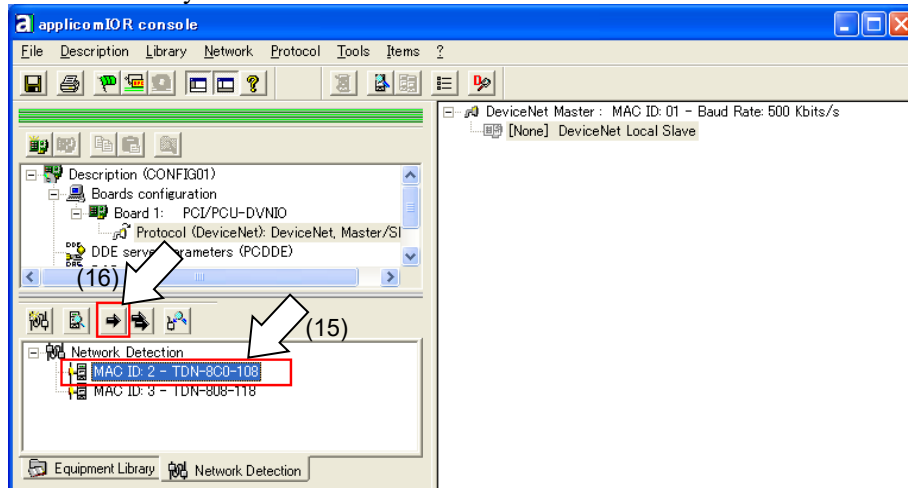 applicomIOR console
File Description Library Network Protocol Tools Items ?
Description (CONFIG01)
Boards configuration
Board 1: PCI/PCU-DVNIO
Protocol (DeviceNet): DeviceNet, Master/Sl
DDE server parameters (PCDDE)
(16)
(15)
Network Detection
MAC ID: 2 - TDN-8C0-108
MAC ID: 3 - TDN-808-118
Equipment Library Network Detection
DeviceNet Master : MAC ID: 01 - Baud Rate: 500 Kbits/s
[None] DeviceNet Local Slave